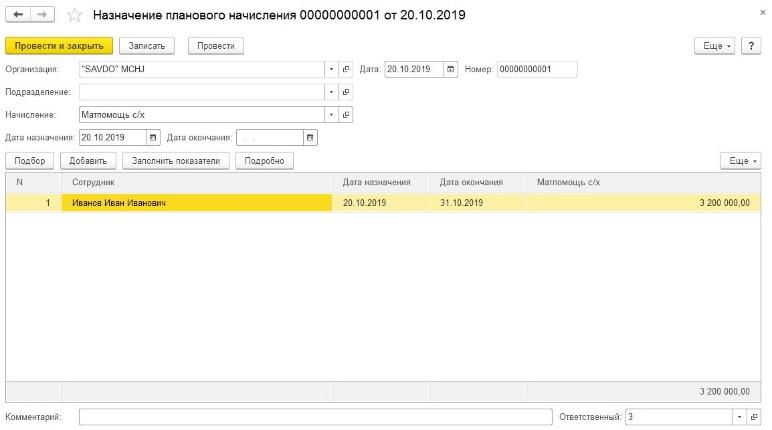 Назначение планового начисления 00000000001 от 20.10.2019
Провести и закрыть Записать Провести Еще ?
Организация: "SAVDO" MCHJ Дата: 20.10.2019 Номер: 00000000001
Подразделение:
Начисление: Матпомощь с/х
Дата назначения: 20.10.2019 Дата окончания: . .
Подбор Добавить Заполнить показатели Подробно Еще
N Сотрудник Дата назначения Дата окончания Матпомощь с/х
1 Иванов Иван Иванович 20.10.2019 31.10.2019 3 200 000,00
3 200 000,00
Комментарий: Ответственный: 3